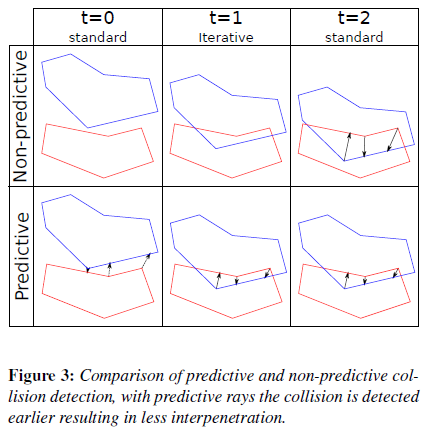 t=0 t=1 t=2
standard Iterative standard
Non-predictive
Predictive
Figure 3: Comparison of predictive and non-predictive col-
lision detection, with predictive rays the collision is detected
earlier resulting in less interpenetration.